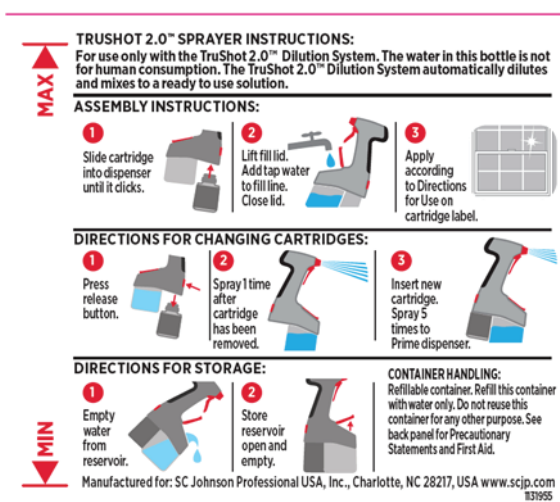 TRUSHOT 2.0™ SPRAYER INSTRUCTIONS:
For use only with the TruShot 2.0™ Dilution System. The water in this bottle is not
for human consumption. The TruShot 2.0™ Dilution System automatically dilutes
and mixes to a ready to use solution.
MAX
ASSEMBLY INSTRUCTIONS:
1
Slide cartridge
into dispenser
until it clicks.
2
Lift fill lid.
Add tap water
to fill line.
Close lid.
3
Apply
according
to Directions
for Use on
cartridge label.
DIRECTIONS FOR CHANGING CARTRIDGES:
1
Press
release
button.
2
Spray 1 time
after
cartridge
has been
removed.
3
Insert new
cartridge.
Spray 5
times to
Prime dispenser.
DIRECTIONS FOR STORAGE:
1
Empty
water
from
reservoir.
2
Store
reservoir
open and
empty.
CONTAINER HANDLING:
Refillable container. Refill this container
with water only. Do not reuse this
container for any other purpose. See
back panel for Precautionary
Statements and First Aid.
MIN
Manufactured for: SC Johnson Professional USA, Inc., Charlotte, NC 28217, USA www.scjp.com
1131955